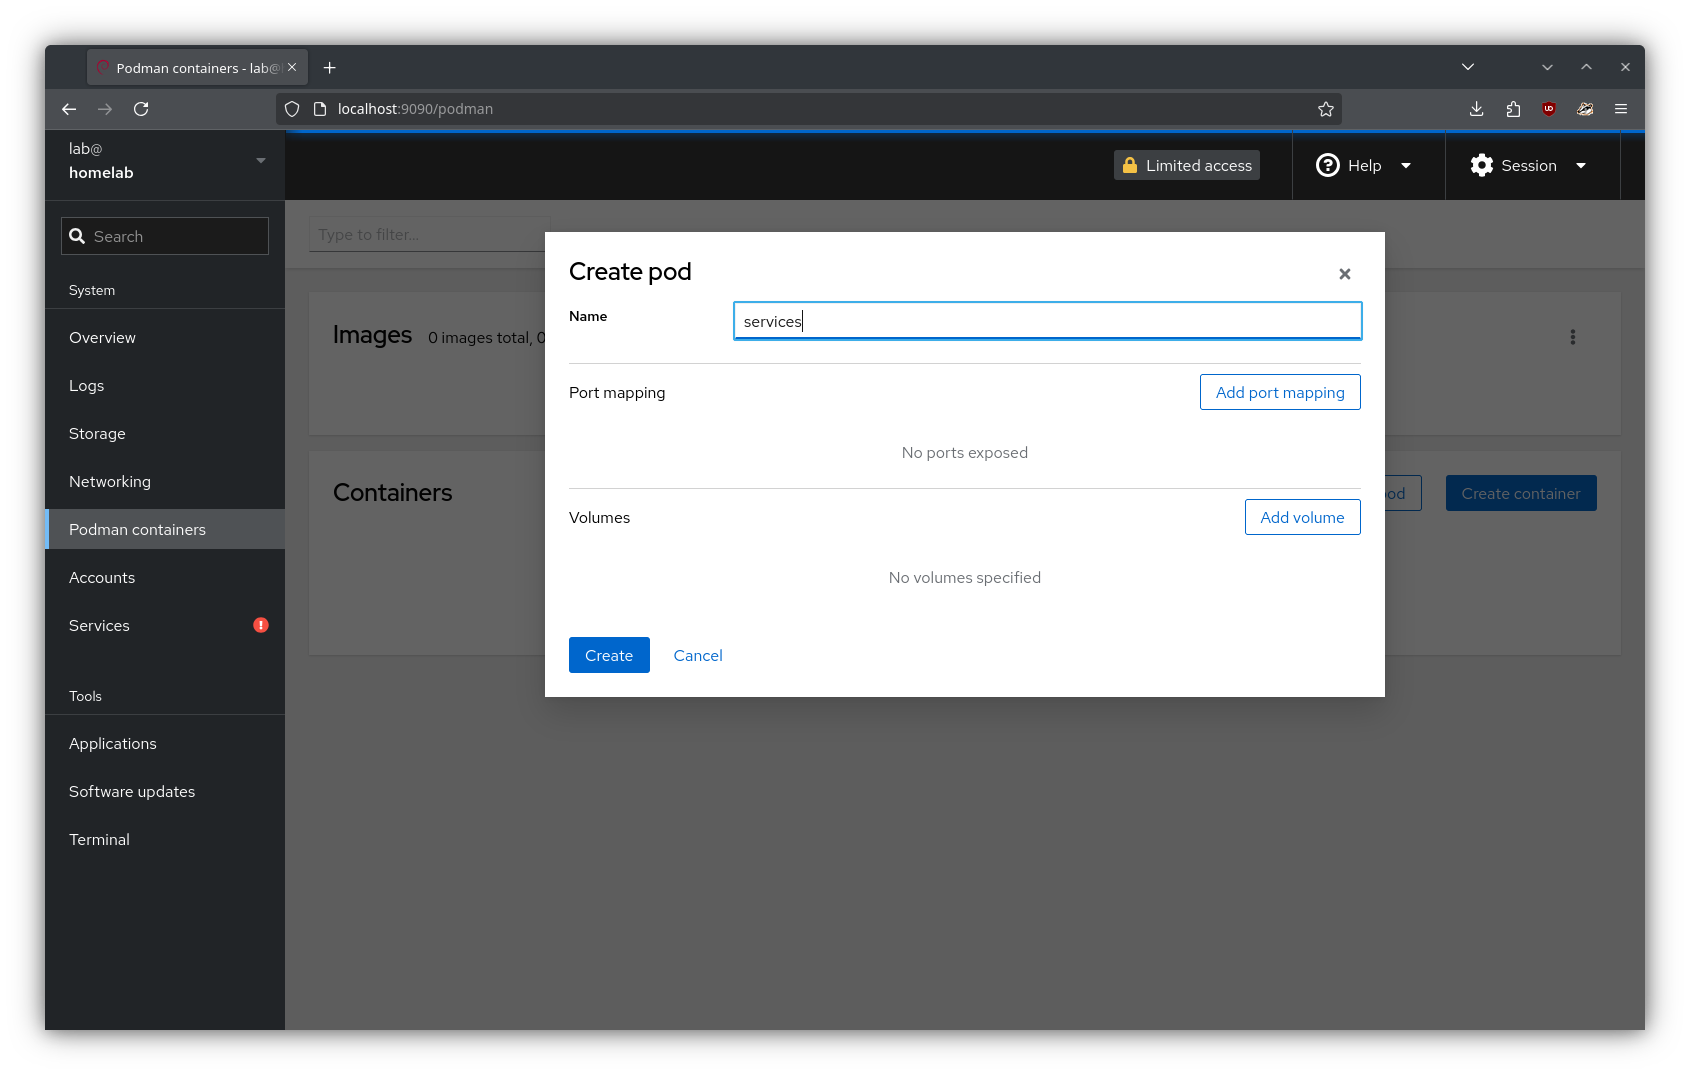 Podman containers - lab@
localhost:9090/podman
lab@
homelab
Limited access
Help
Session
Search
Type to filter...
System
Overview
Logs
Storage
Networking
Podman containers
Accounts
Services
Tools
Applications
Software updates
Terminal
Images 0 images total, 0
Containers
od
Create container
Create pod
Name
services
Port mapping
Add port mapping
No ports exposed
Volumes
Add volume
No volumes specified
Create
Cancel